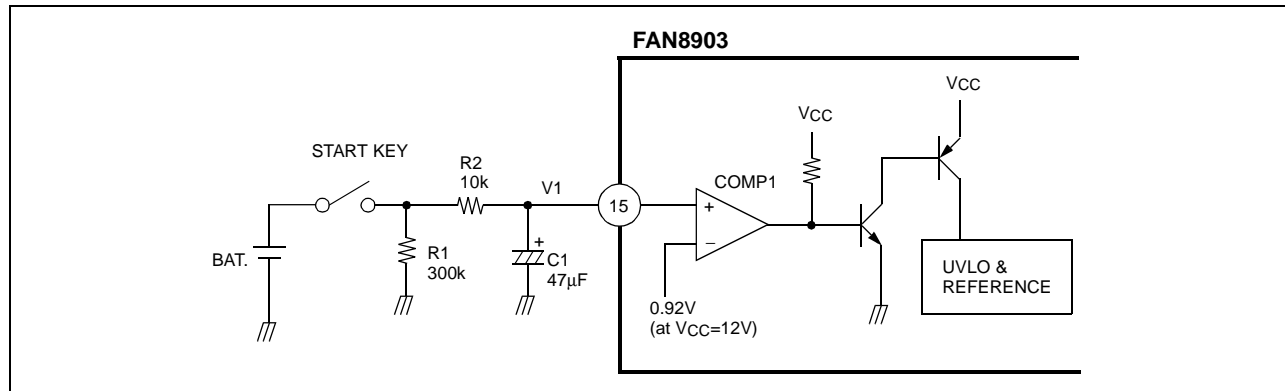 FAN8903
VCC
VCC
START KEY
R2
10k
V1
COMP1
15
+
−
+
BAT.
R1
300k
C1
47µF
UVLO &
REFERENCE
0.92V
(at VCC=12V)